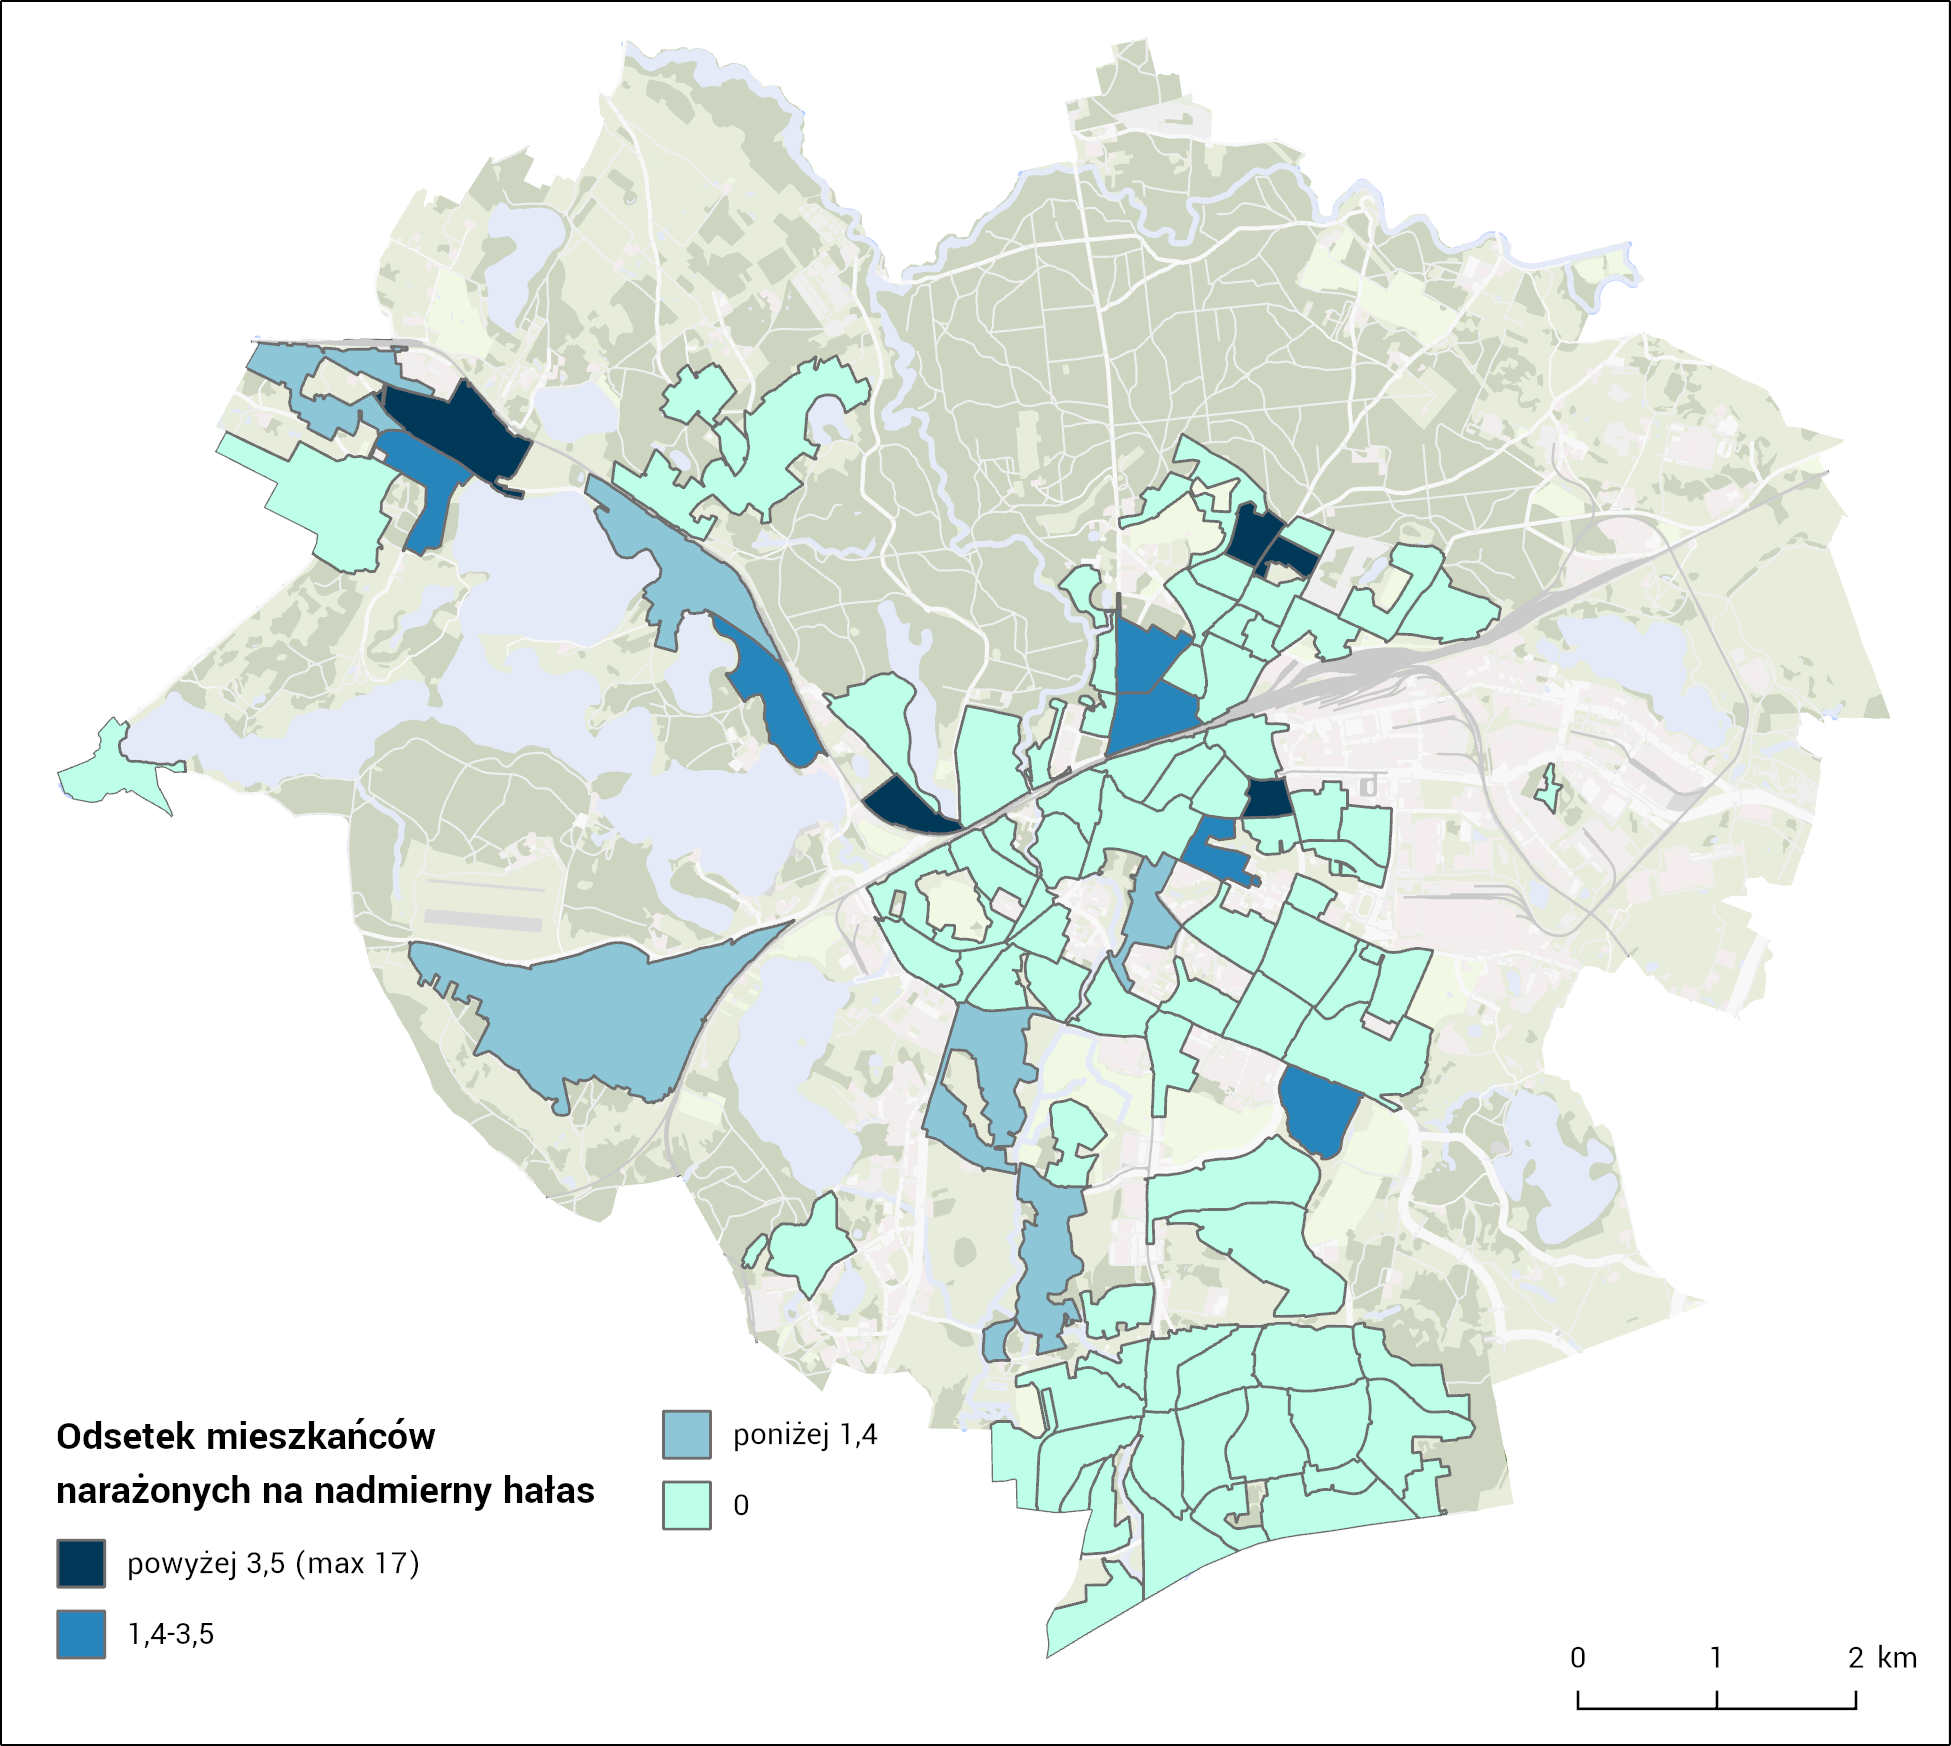 Odsetek mieszkańców
narażonych na nadmierny hałas
powyżej 3,5 (max 17)
1,4-3,5
poniżej 1,4
0
0 1 2 km